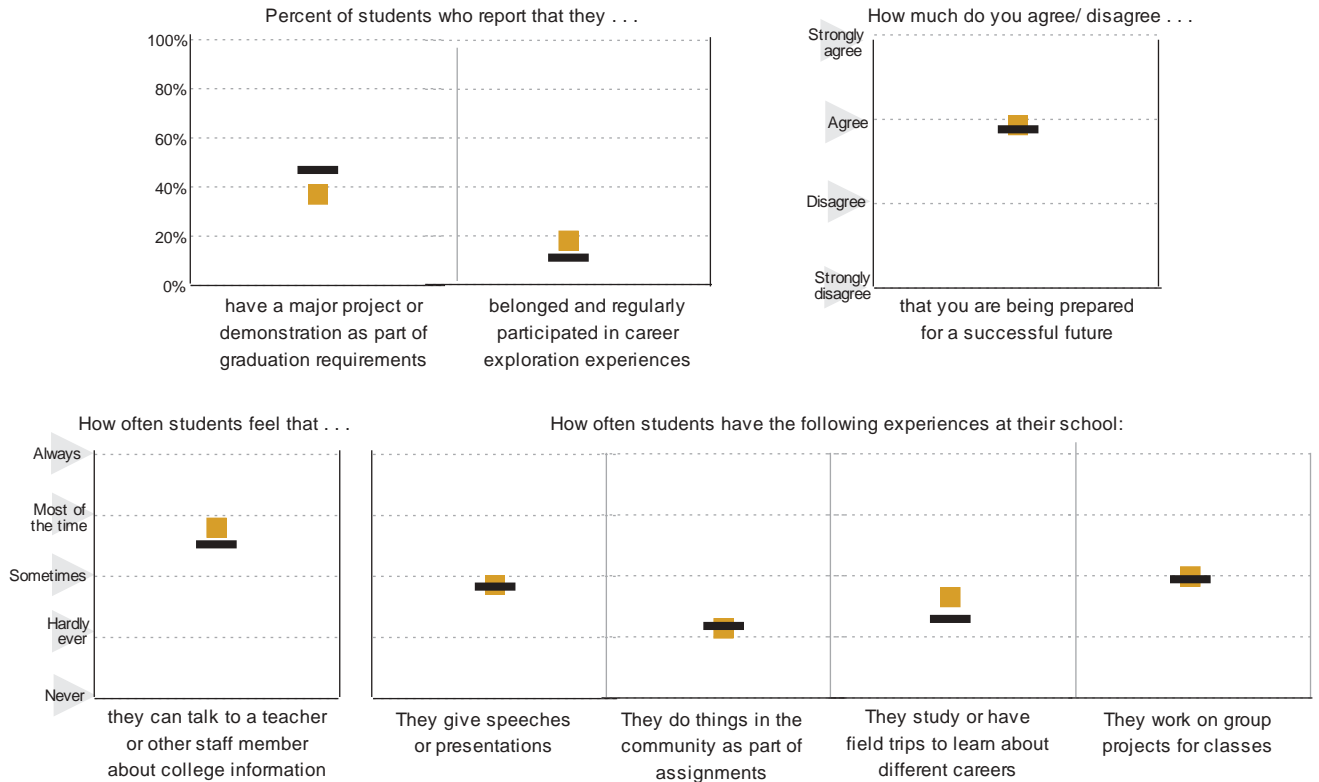 Percent of students who report that they . . .
100%
80%
60%
40%
20%
0%
have a major project or
demonstration as part of
graduation requirements
belonged and regularly
participated in career
exploration experiences
How much do you agree/ disagree . . .
Strongly
agree
Agree
Disagree
Strongly
disagree
that you are being prepared
for a successful future
How often students feel that . . .
Always
Most of
the time
Sometimes
Hardly
ever
Never
they can talk to a teacher
or other staff member
about college information
How often students have the following experiences at their school:
They give speeches
or presentations
They do things in the
community as part of
assignments
They study or have
field trips to learn about
different careers
They work on group
projects for classes